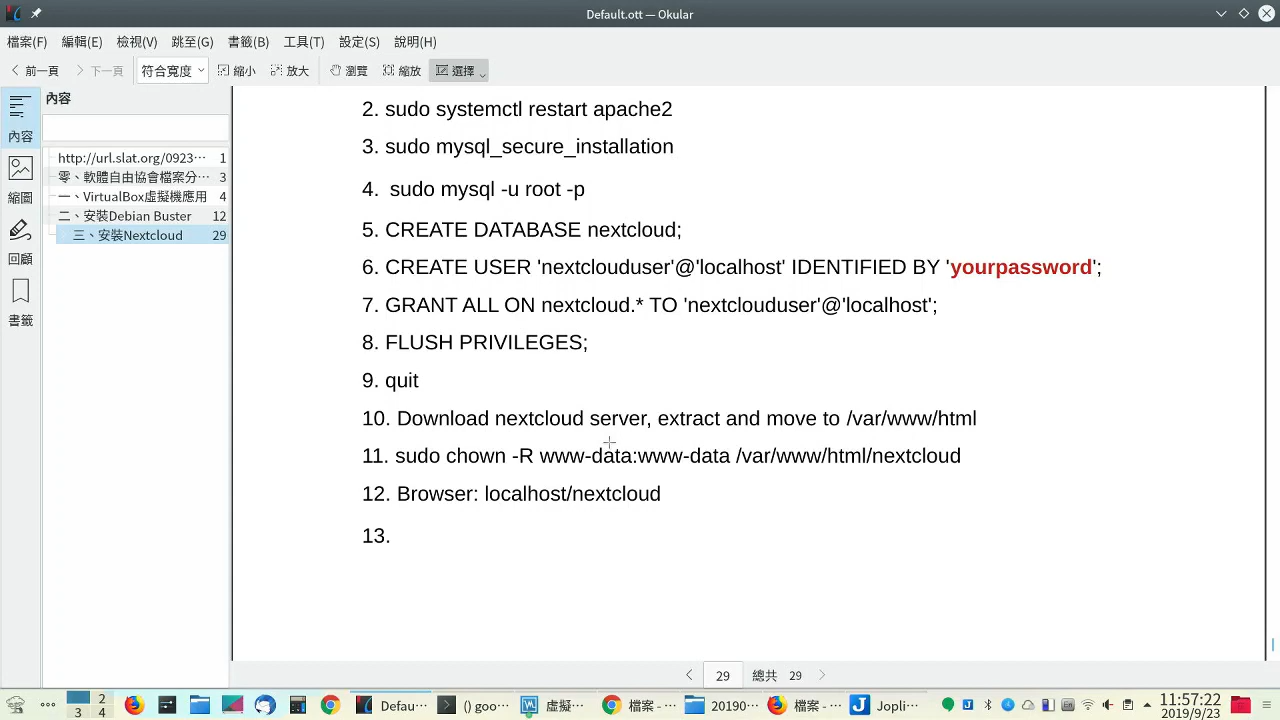 Default.ott — Okular
檔案(F) 編輯(E) 檢視(V) 跳至(G) 書籤(B) 工具(T) 設定(S) 說明(H)
前一頁 下一頁 符合寬度 縮小 放大 瀏覽 縮放 選擇
內容
內容
縮圖
回顧
書籤
http://url.slat.org/0923··· 1
零、軟體自由協會檔案分··· 3
一、VirtualBox虛擬機應用 4
二、安裝Debian Buster 12
三、安裝Nextcloud 29
2. sudo systemctl restart apache2
3. sudo mysql_secure_installation
4. sudo mysql -u root -p
5. CREATE DATABASE nextcloud;
6. CREATE USER 'nextclouduser'@'localhost' IDENTIFIED BY 'yourpassword';
7. GRANT ALL ON nextcloud.* TO 'nextclouduser'@'localhost';
8. FLUSH PRIVILEGES;
9. quit
10. Download nextcloud server, extract and move to /var/www/html
11. sudo chown -R www-data:www-data /var/www/html/nextcloud
12. Browser: localhost/nextcloud
13.
29 總共 29
2 3 4 Defau··· () goo··· 虛擬··· 檔案 -··· 20190··· 檔案 -··· Jopli··· 11:57:22
2019/9/23